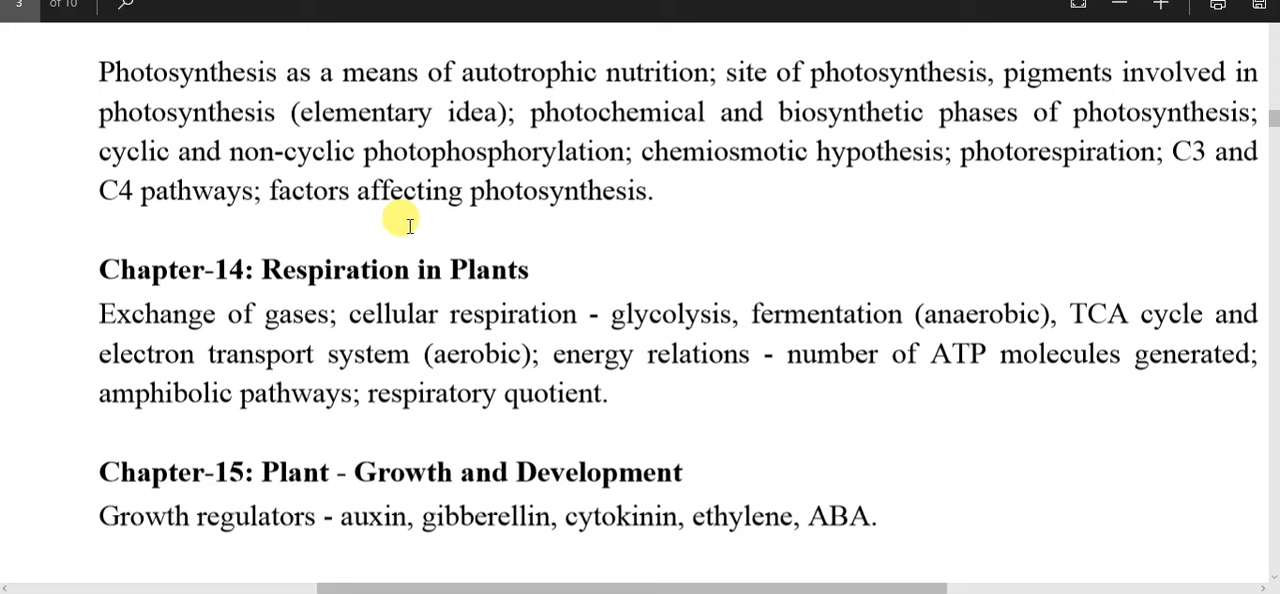 3 of 10
Photosynthesis as a means of autotrophic nutrition; site of photosynthesis, pigments involved in
photosynthesis (elementary idea); photochemical and biosynthetic phases of photosynthesis;
cyclic and non-cyclic photophosphorylation; chemiosmotic hypothesis; photorespiration; C3 and
C4 pathways; factors affecting photosynthesis.
Chapter-14: Respiration in Plants
Exchange of gases; cellular respiration - glycolysis, fermentation (anaerobic), TCA cycle and
electron transport system (aerobic); energy relations - number of ATP molecules generated;
amphibolic pathways; respiratory quotient.
Chapter-15: Plant - Growth and Development
Growth regulators - auxin, gibberellin, cytokinin, ethylene, ABA.